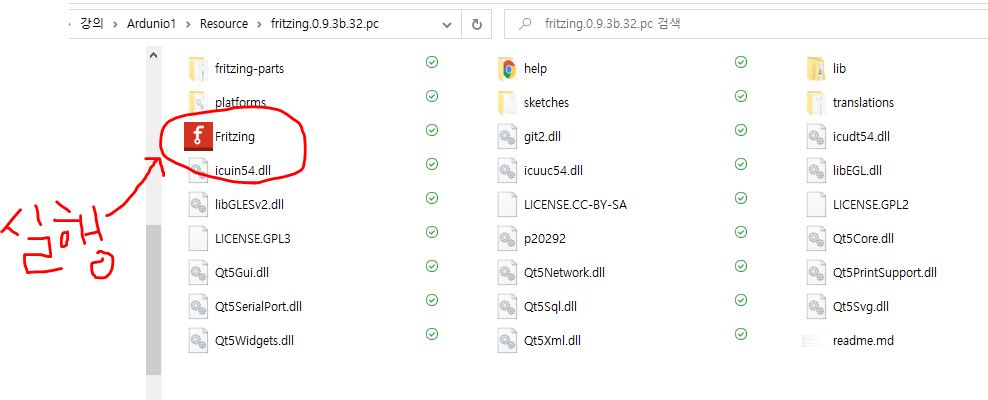 강의 > Ardunio1 > Resource > fritzing.0.9.3b.32.pc
fritzing.0.9.3b.32.pc 검색
fritzing-parts help lib
platforms sketches translations
Fritzing git2.dll icudt54.dll
icuin54.dll icuuc54.dll libEGL.dll
libGLESv2.dll LICENSE.CC-BY-SA LICENSE.GPL2
LICENSE.GPL3 p20292 Qt5Core.dll
Qt5Gui.dll Qt5Network.dll Qt5PrintSupport.dll
Qt5SerialPort.dll Qt5Sql.dll Qt5Svg.dll
Qt5Widgets.dll Qt5Xml.dll readme.md
실행